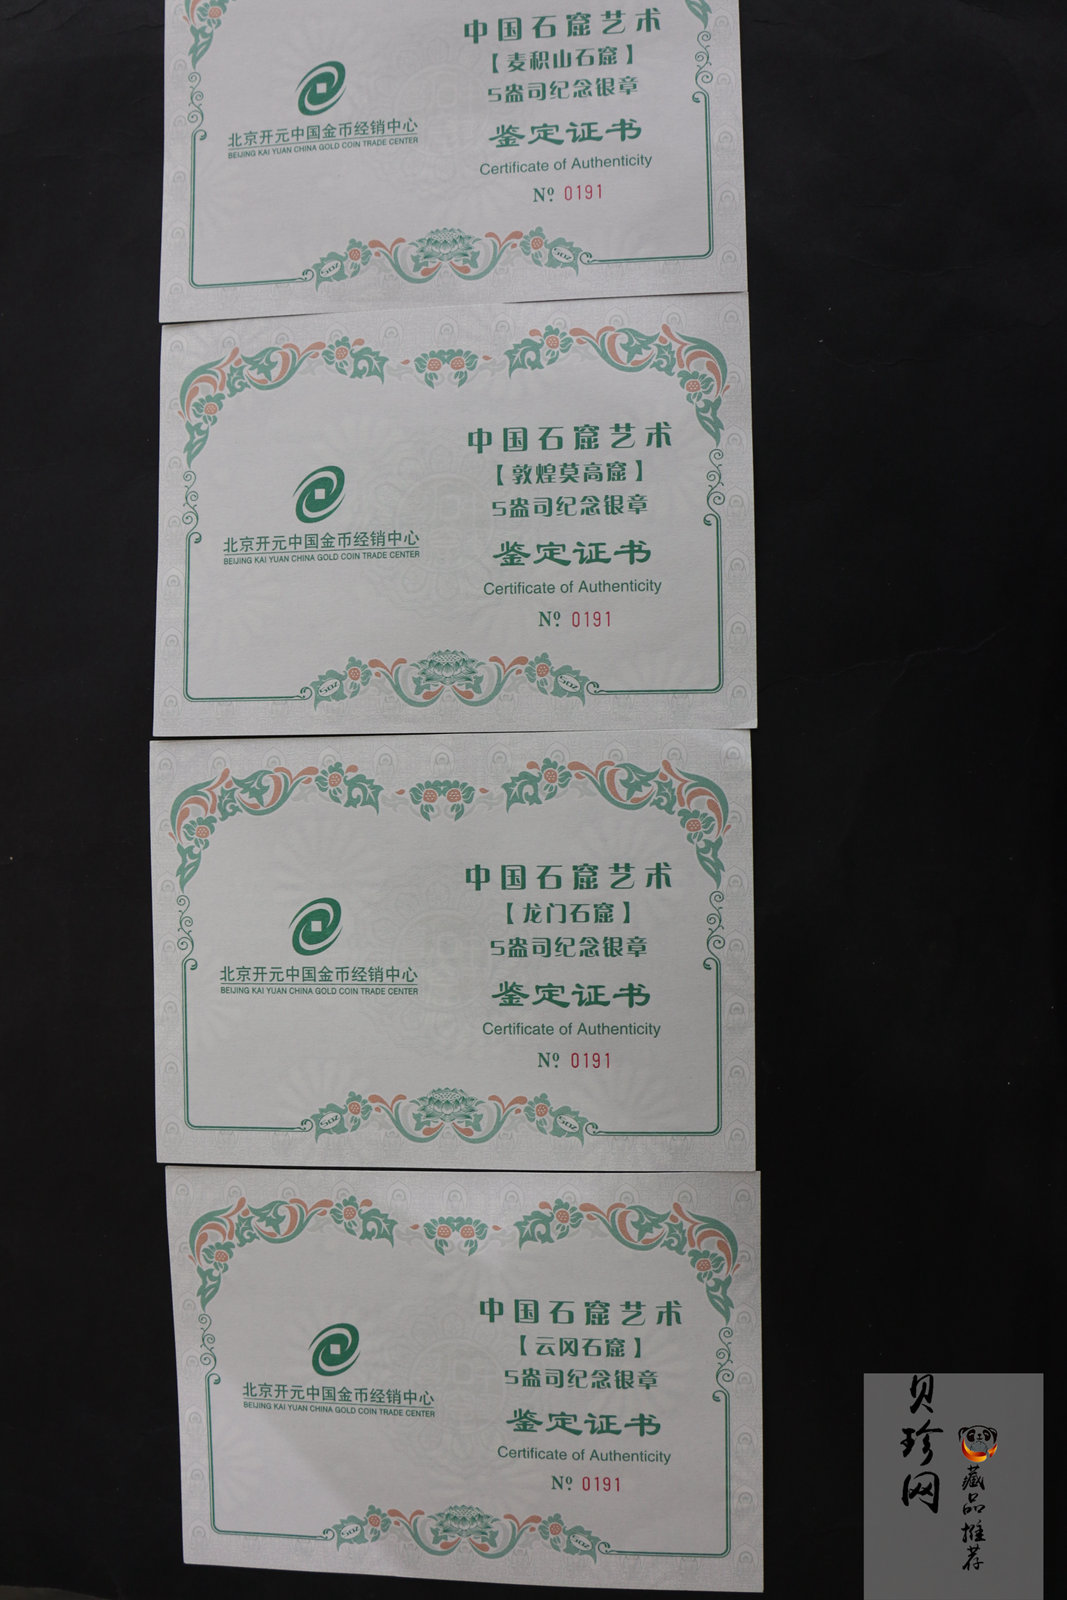 中国石窟艺术
【麦积山石窟】
5盎司纪念银章
鉴定证书
Certificate of Authenticity
Nº 0191
北京开元中国金币经销中心
BEIJING KAI YUAN CHINA GOLD COIN TRADE CENTER
5oz
5oz
中国石窟艺术
【敦煌莫高窟】
5盎司纪念银章
鉴定证书
Certificate of Authenticity
Nº 0191
北京开元中国金币经销中心
BEIJING KAI YUAN CHINA GOLD COIN TRADE CENTER
5oz
5oz
中国石窟艺术
【龙门石窟】
5盎司纪念银章
鉴定证书
Certificate of Authenticity
Nº 0191
北京开元中国金币经销中心
BEIJING KAI YUAN CHINA GOLD COIN TRADE CENTER
5oz
5oz
中国石窟艺术
【云冈石窟】
5盎司纪念银章
鉴定证书
Certificate of Authenticity
Nº 0191
北京开元中国金币经销中心
BEIJING KAI YUAN CHINA GOLD COIN TRADE CENTER
5oz
5oz
贝珍网
藏品推荐